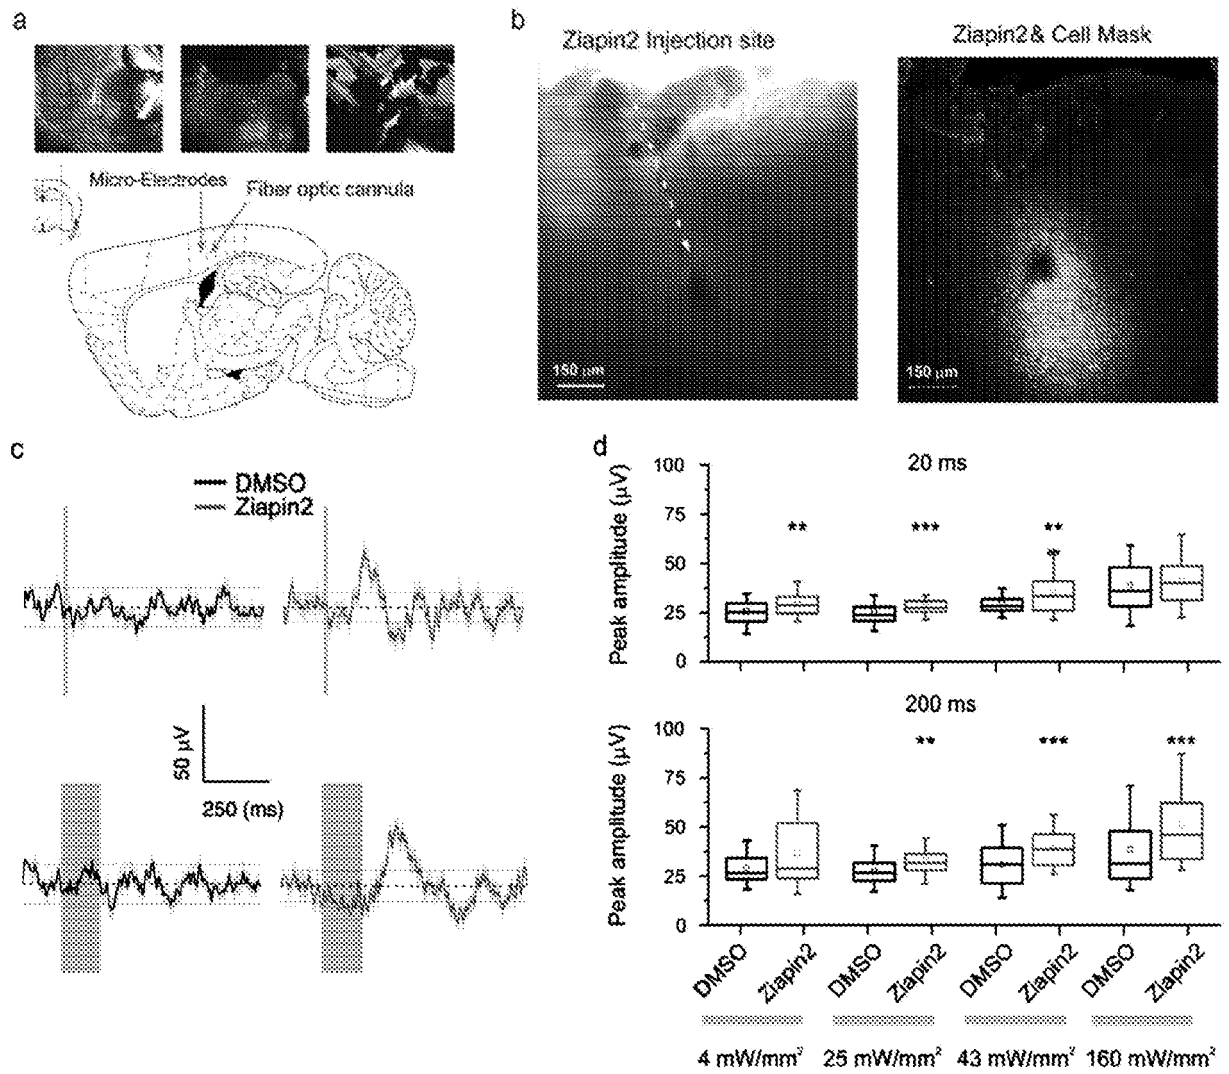 a
Micro-Electrodes
Fiber optic cannula
b
Ziapin2 Injection site
Ziapin2 & Cell Mask
150 μm
150 μm
c
DMSO
Ziapin2
50 μV
250 (ms)
d
20 ms
Peak amplitude (μV)
100
75
50
25
0
**
***
**
200 ms
Peak amplitude (μV)
100
75
50
25
0
**
***
***
DMSO
Ziapin2
DMSO
Ziapin2
DMSO
Ziapin2
DMSO
Ziapin2
4 mW/mm²
25 mW/mm²
43 mW/mm²
160 mW/mm²